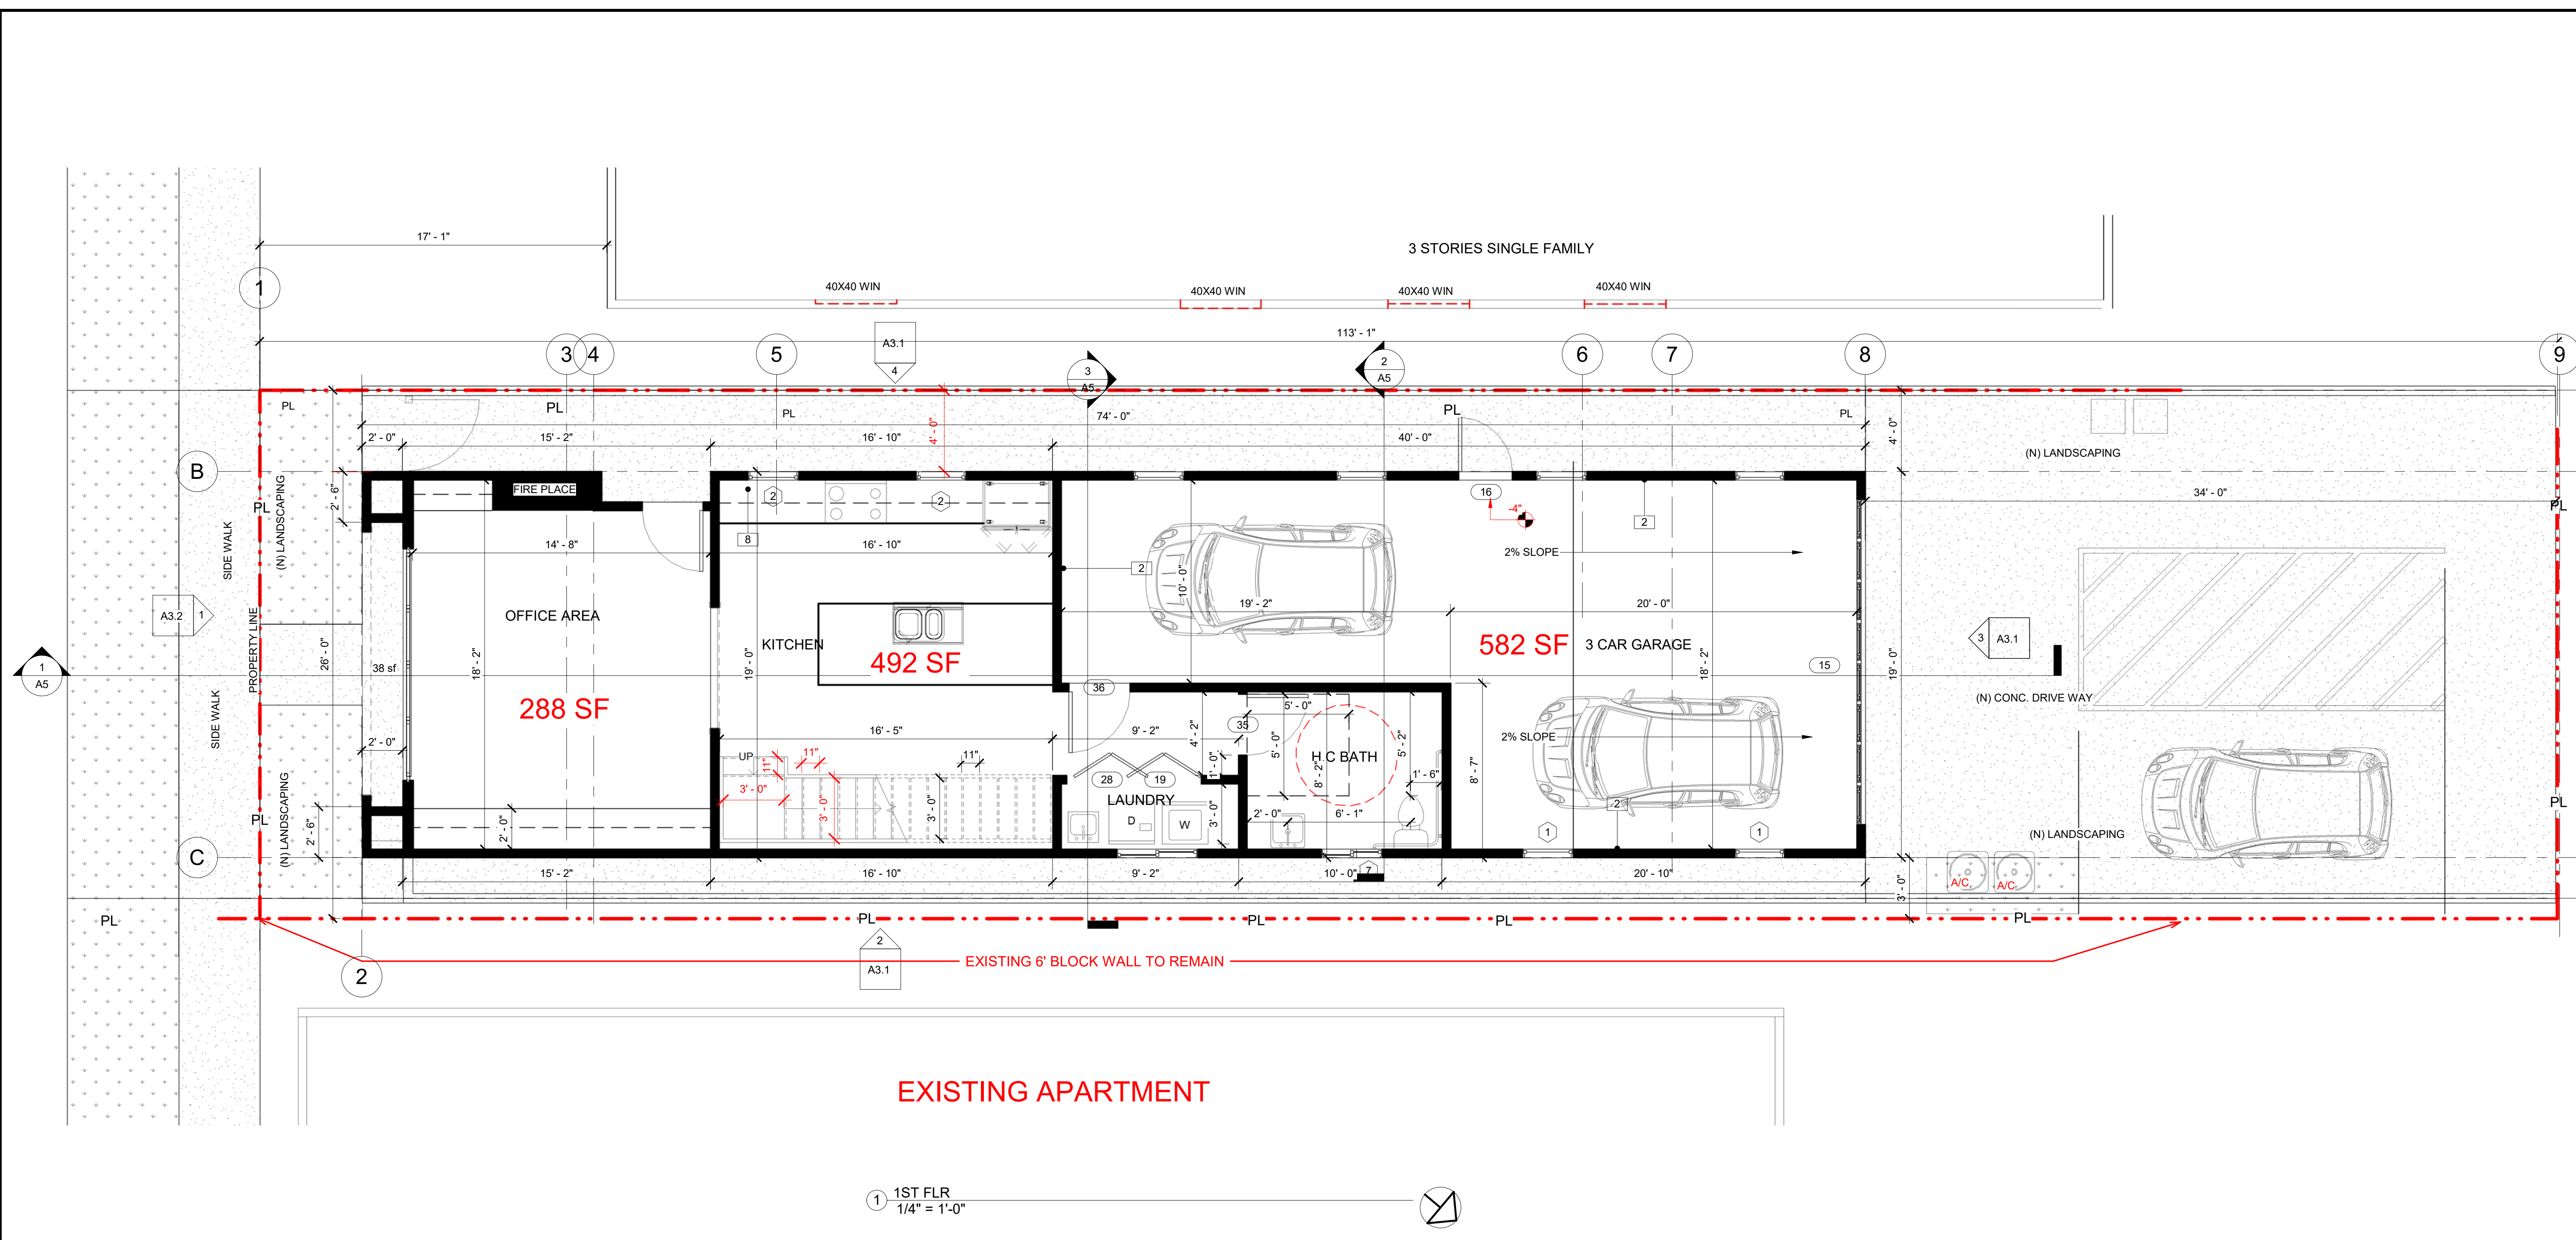 17' - 1"
3 STORIES SINGLE FAMILY
40X40 WIN
40X40 WIN
40X40 WIN
40X40 WIN
1
113' - 1"
A3.1
4
3
4
5
3
A5
2
A5
6
7
8
9
PL
PL
PL
PL
PL
74' - 0"
4' - 0"
4' - 0"
2' - 0"
15' - 2"
16' - 10"
40' - 0"
(N) LANDSCAPING
B
2' - 6"
FIRE PLACE
2
2
16
-4"
2
34' - 0"
PL
PL
(N) LANDSCAPING
SIDE WALK
8
14' - 8"
16' - 10"
2% SLOPE
2
10' - 0"
19' - 2"
20' - 0"
A3.2
1
PROPERTY LINE
OFFICE AREA
KITCHEN
492 SF
582 SF
3 CAR GARAGE
3
A3.1
1
A5
26' - 0"
38 sf
18' - 2"
19' - 0"
18' - 2"
15
19' - 0"
36
(N) CONC. DRIVE WAY
288 SF
SIDE WALK
5' - 0"
35
16' - 5"
9' - 2"
4' - 2"
2% SLOPE
2' - 0"
UP
11"
11"
11"
5' - 0"
5' - 2"
H.C BATH
8' - 2"
1' - 0"
8' - 7"
28
19
1' - 6"
3' - 0"
3' - 0"
3' - 0"
LAUNDRY
D
W
3' - 0"
2' - 0"
6' - 1"
2
1
1
PL
PL
(N) LANDSCAPING
2' - 6"
2' - 0"
(N) LANDSCAPING
C
15' - 2"
16' - 10"
9' - 2"
10' - 0"
7
20' - 10"
3' - 0"
A/C
A/C
PL
PL
PL
PL
PL
2
A3.1
EXISTING 6' BLOCK WALL TO REMAIN
2
EXISTING APARTMENT
1
1ST FLR
1/4" = 1'-0"